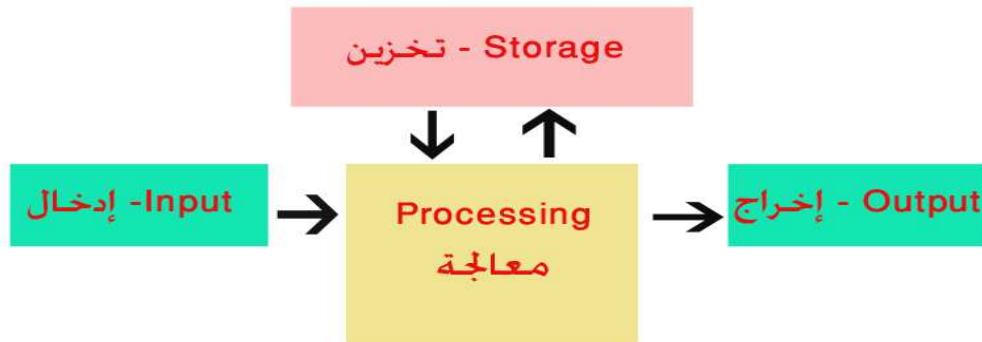 تخزين - Storage
إدخال -Input
Processing
معالجة
إخراج - Output